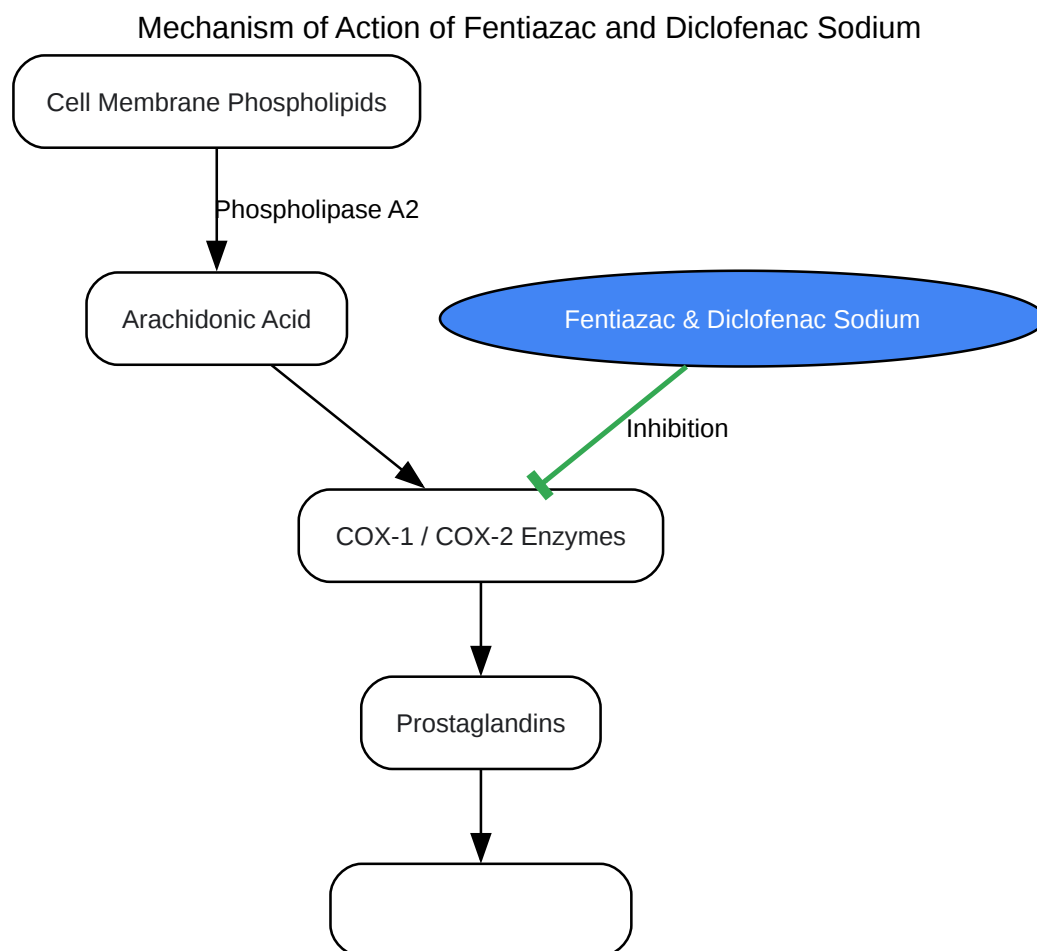 Mechanism of Action of Fentiazac and Diclofenac Sodium
Cell Membrane Phospholipids
Phospholipase A2
Arachidonic Acid
Fentiazac & Diclofenac Sodium
Inhibition
COX-1 / COX-2 Enzymes
Prostaglandins